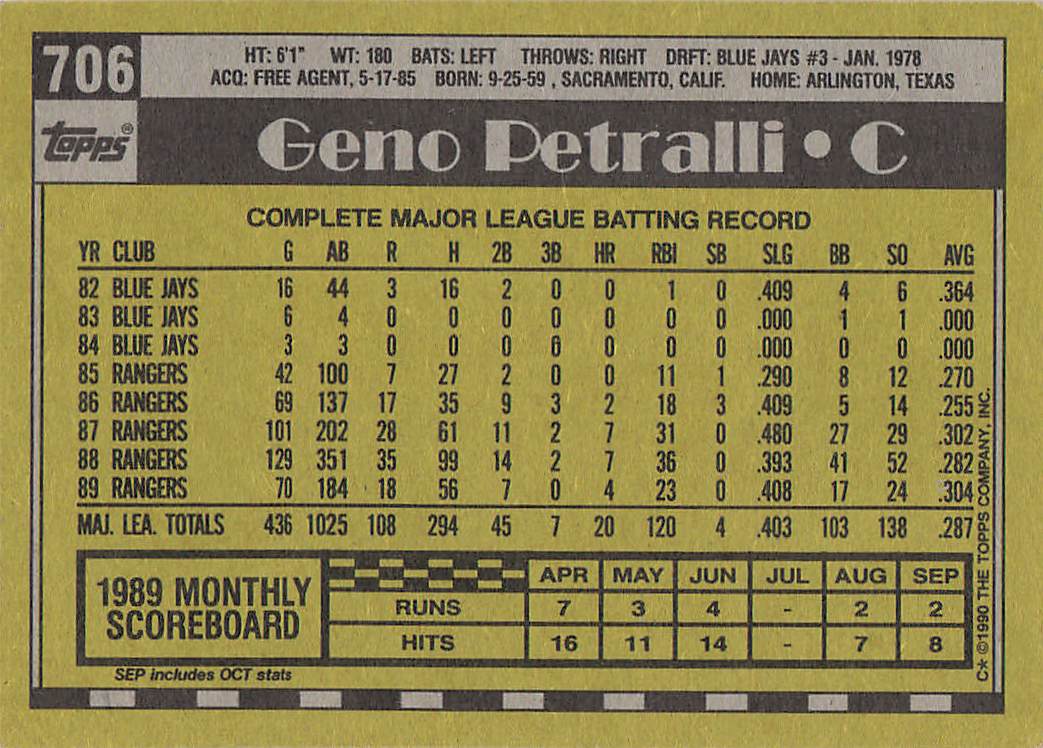 706
HT: 6'1" WT: 180 BATS: LEFT THROWS: RIGHT DRFT: BLUE JAYS #3 - JAN. 1978
ACQ: FREE AGENT, 5-17-85 BORN: 9-25-59 , SACRAMENTO, CALIF. HOME: ARLINGTON, TEXAS
topps®
Geno Petralli • C
COMPLETE MAJOR LEAGUE BATTING RECORD
YR CLUB G AB R H 2B 3B HR RBI SB SLG BB SO AVG
82 BLUE JAYS 16 44 3 16 2 0 0 1 0 .409 4 6 .364
83 BLUE JAYS 6 4 0 0 0 0 0 0 0 .000 1 1 .000
84 BLUE JAYS 3 3 0 0 0 0 0 0 0 .000 0 0 .000
85 RANGERS 42 100 7 27 2 0 0 11 1 .290 8 12 .270
86 RANGERS 69 137 17 35 9 3 2 18 3 .409 5 14 .255
87 RANGERS 101 202 28 61 11 2 7 31 0 .480 27 29 .302
88 RANGERS 129 351 35 99 14 2 7 36 0 .393 41 52 .282
89 RANGERS 70 184 18 56 7 0 4 23 0 .408 17 24 .304
MAJ. LEA. TOTALS 436 1025 108 294 45 7 20 120 4 .403 103 138 .287
1989 MONTHLY
SCOREBOARD
APR MAY JUN JUL AUG SEP
RUNS 7 3 4 - 2 2
HITS 16 11 14 - 7 8
SEP includes OCT stats
C* ©1990 THE TOPPS COMPANY, INC.